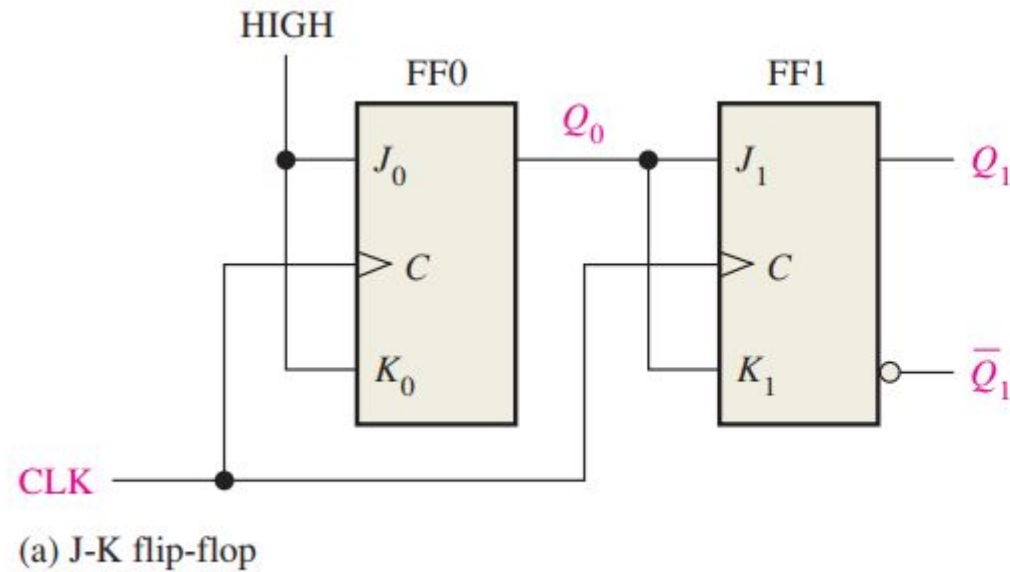 HIGH
FF0 FF1
Q₀
J₀ J₁ Q₁
C C
K₀ K₁ Q̅₁
CLK
(a) J-K flip-flop